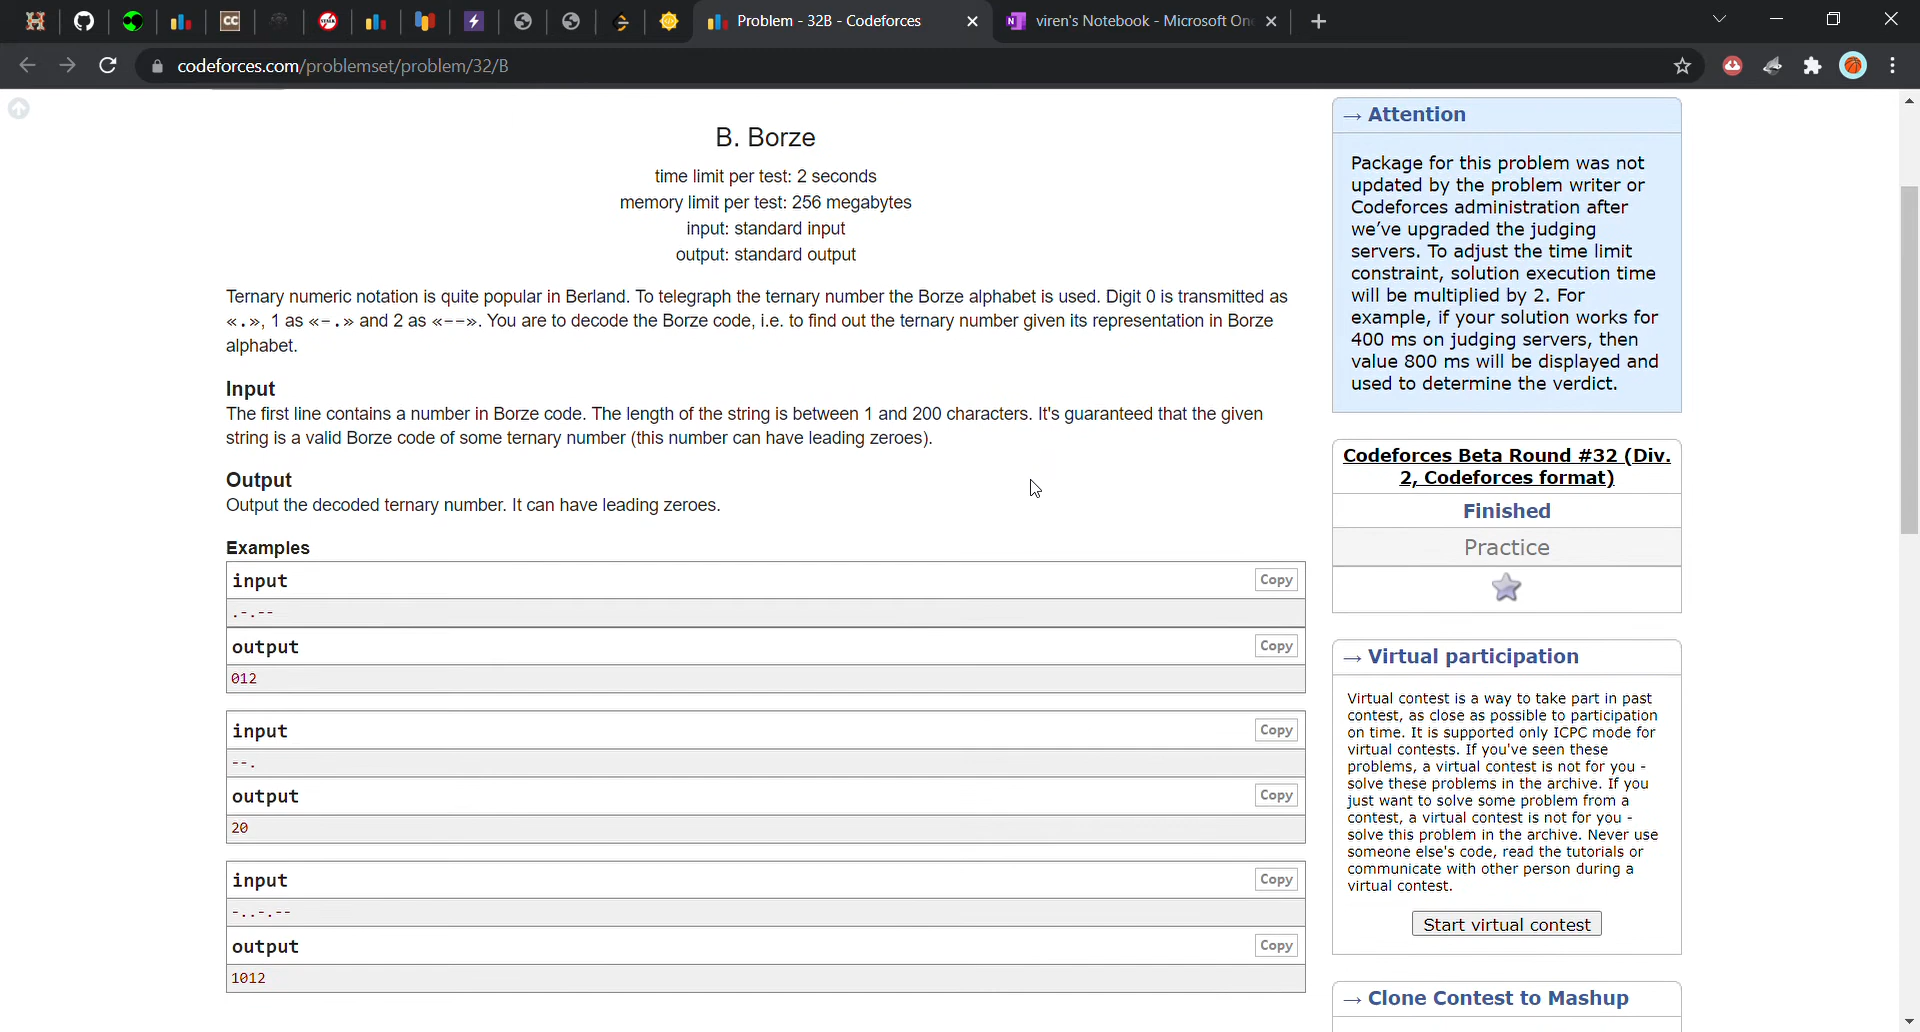 CC
Problem - 32B - Codeforces
viren's Notebook - Microsoft On
codeforces.com/problemset/problem/32/B
B. Borze
time limit per test: 2 seconds
memory limit per test: 256 megabytes
input: standard input
output: standard output
Ternary numeric notation is quite popular in Berland. To telegraph the ternary number the Borze alphabet is used. Digit 0 is transmitted as
«.», 1 as «-.» and 2 as «--». You are to decode the Borze code, i.e. to find out the ternary number given its representation in Borze
alphabet.
Input
The first line contains a number in Borze code. The length of the string is between 1 and 200 characters. It's guaranteed that the given
string is a valid Borze code of some ternary number (this number can have leading zeroes).
Output
Output the decoded ternary number. It can have leading zeroes.
Examples
input
Copy
.-.--
output
Copy
012
input
Copy
--.
output
Copy
20
input
Copy
-..-.--
output
Copy
1012
→ Attention
Package for this problem was not
updated by the problem writer or
Codeforces administration after
we've upgraded the judging
servers. To adjust the time limit
constraint, solution execution time
will be multiplied by 2. For
example, if your solution works for
400 ms on judging servers, then
value 800 ms will be displayed and
used to determine the verdict.
Codeforces Beta Round #32 (Div.
2, Codeforces format)
Finished
Practice
→ Virtual participation
Virtual contest is a way to take part in past
contest, as close as possible to participation
on time. It is supported only ICPC mode for
virtual contests. If you've seen these
problems, a virtual contest is not for you -
solve these problems in the archive. If you
just want to solve some problem from a
contest, a virtual contest is not for you -
solve this problem in the archive. Never use
someone else's code, read the tutorials or
communicate with other person during a
virtual contest.
Start virtual contest
→ Clone Contest to Mashup